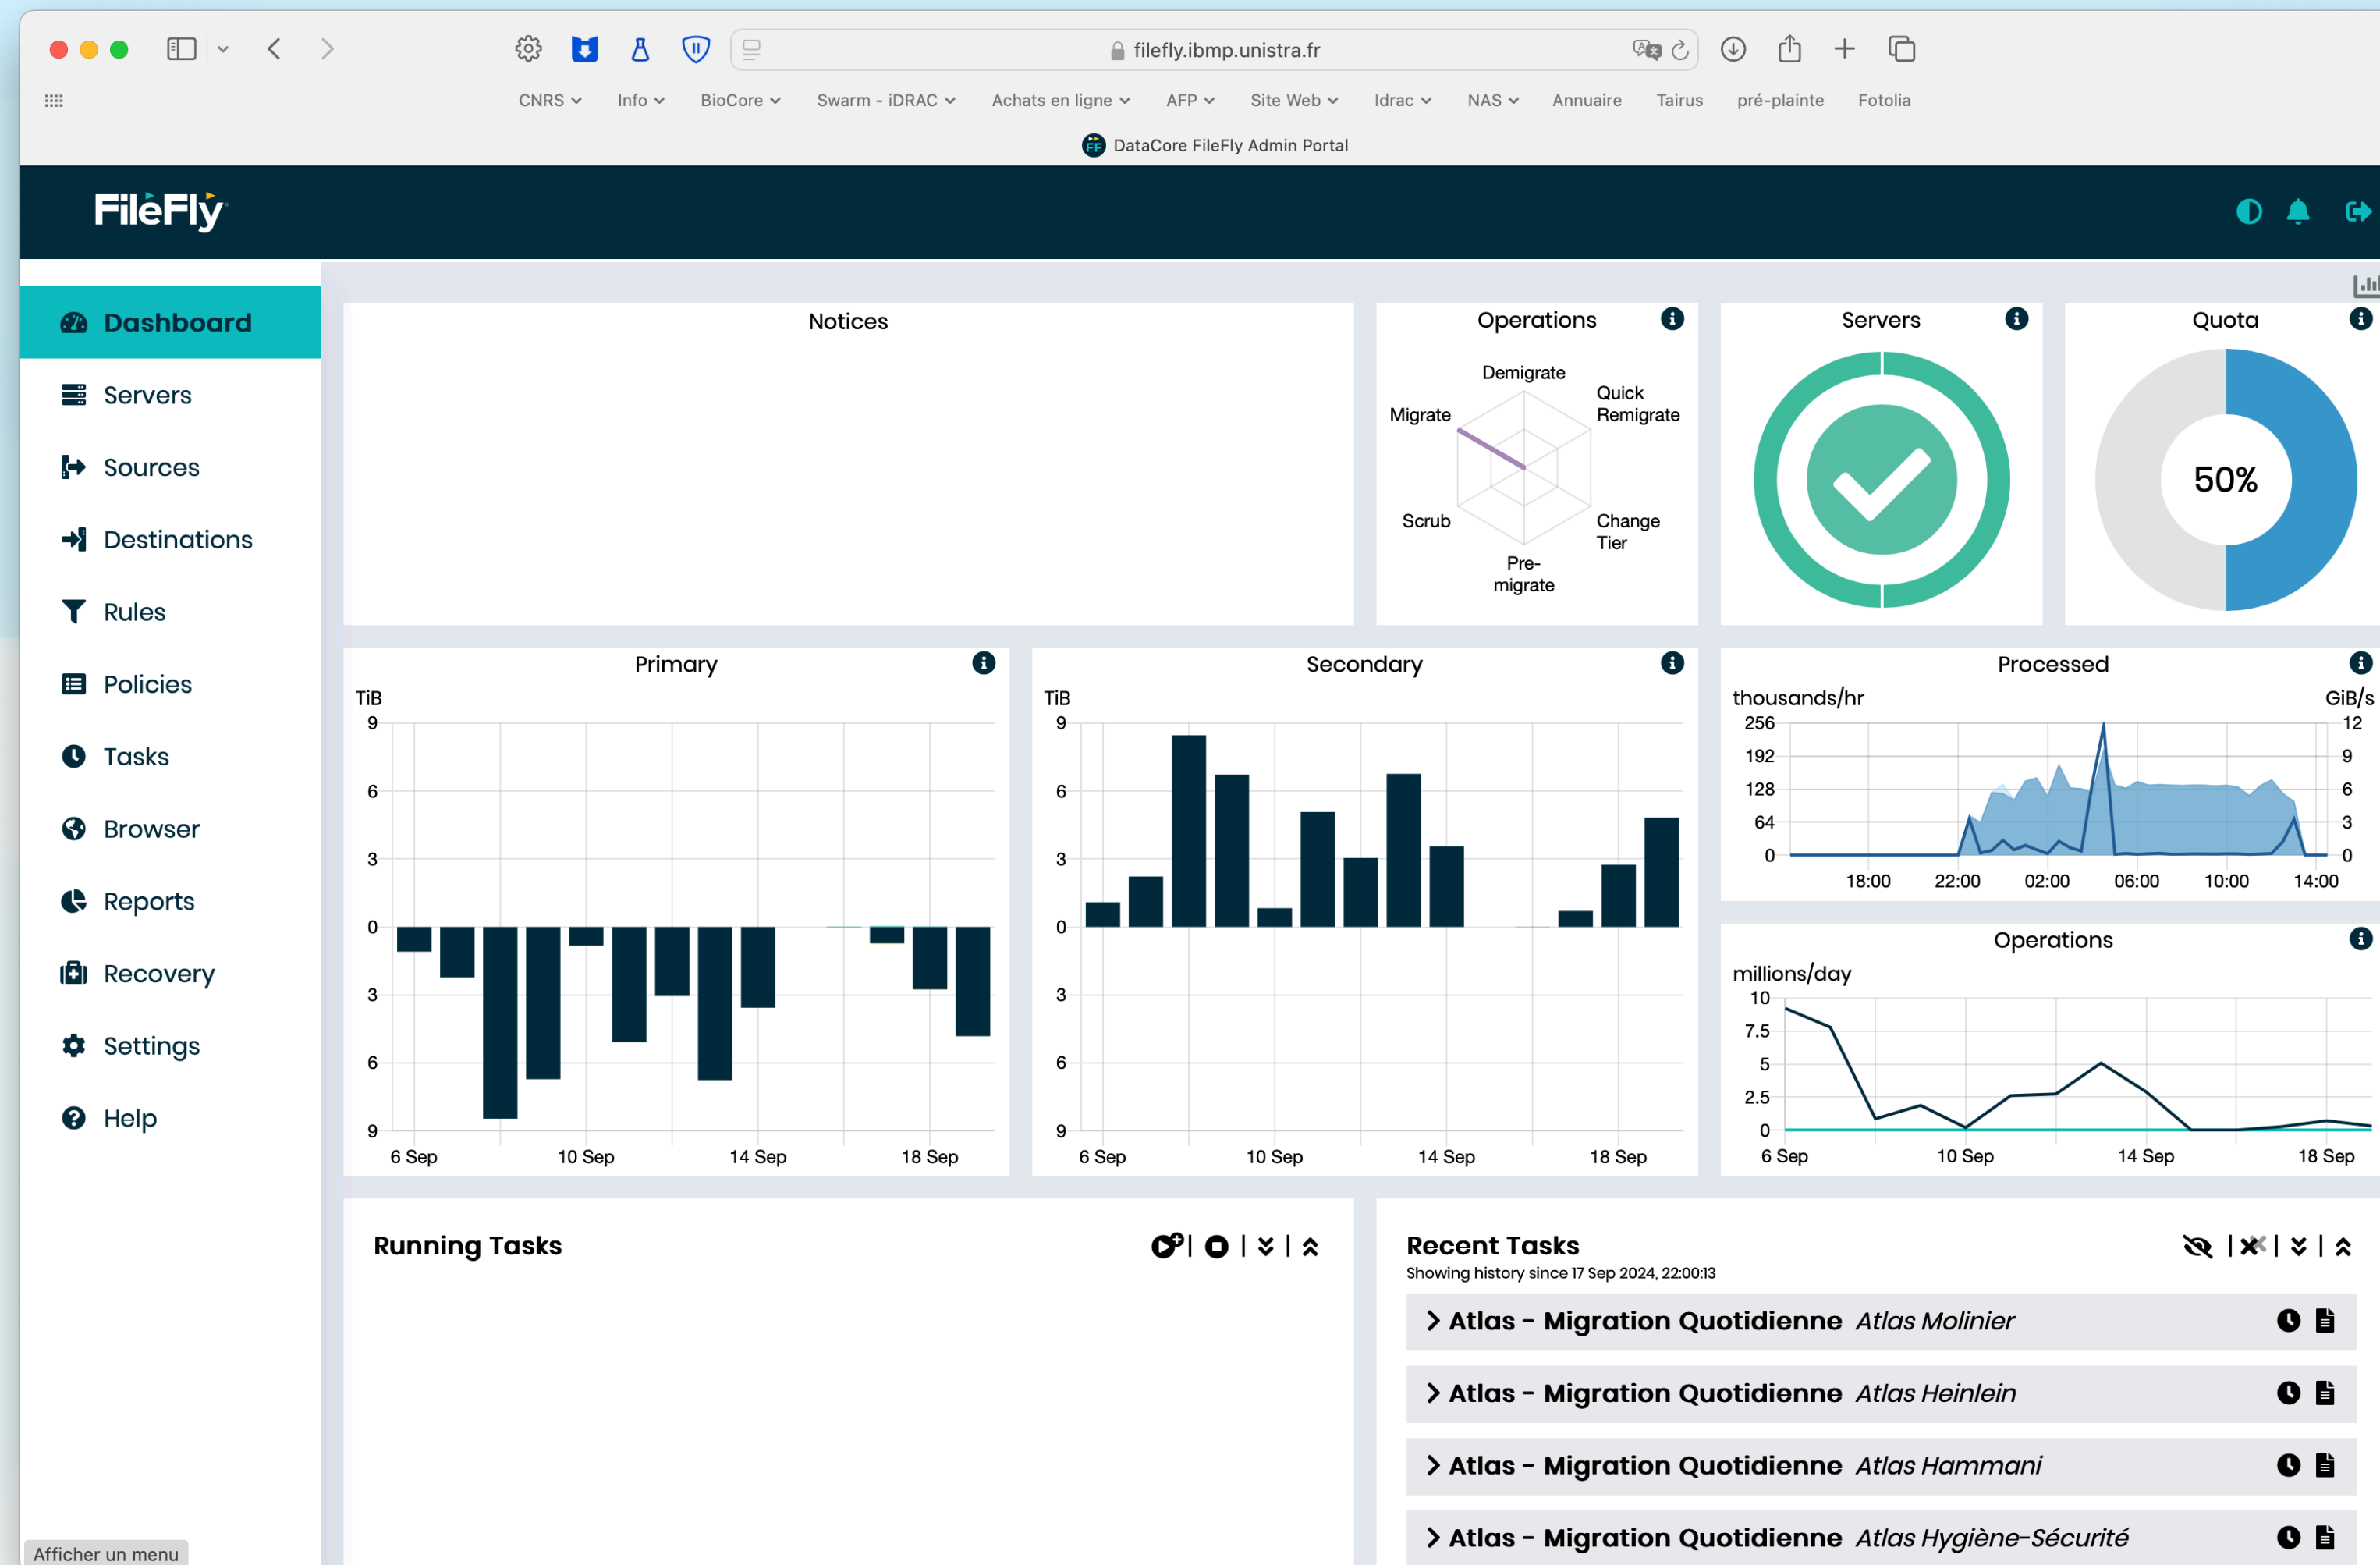 filefly.ibmp.unistra.fr
CNRS Info BioCore Swarm - iDRAC Achats en ligne AFP Site Web Idrac NAS Annuaire Tairus pré-plainte Fotolia
FF DataCore FileFly Admin Portal
FileFly
Dashboard
Servers
Sources
Destinations
Rules
Policies
Tasks
Browser
Reports
Recovery
Settings
Help
Notices
Operations
Demigrate
Quick
Remigrate
Migrate
Scrub
Change
Tier
Pre-
migrate
Servers
Quota
50%
Primary
TiB
9
6
3
0
3
6
9
6 Sep 10 Sep 14 Sep 18 Sep
Secondary
TiB
9
6
3
0
3
6
9
6 Sep 10 Sep 14 Sep 18 Sep
Processed
thousands/hr GiB/s
256 12
192 9
128 6
64 3
0 0
18:00 22:00 02:00 06:00 10:00 14:00
Operations
millions/day
10
7.5
5
2.5
0
6 Sep 10 Sep 14 Sep 18 Sep
Running Tasks
Recent Tasks
Showing history since 17 Sep 2024, 22:00:13
Atlas - Migration Quotidienne Atlas Molinier
Atlas - Migration Quotidienne Atlas Heinlein
Atlas - Migration Quotidienne Atlas Hammani
Atlas - Migration Quotidienne Atlas Hygiène-Sécurité
Afficher un menu